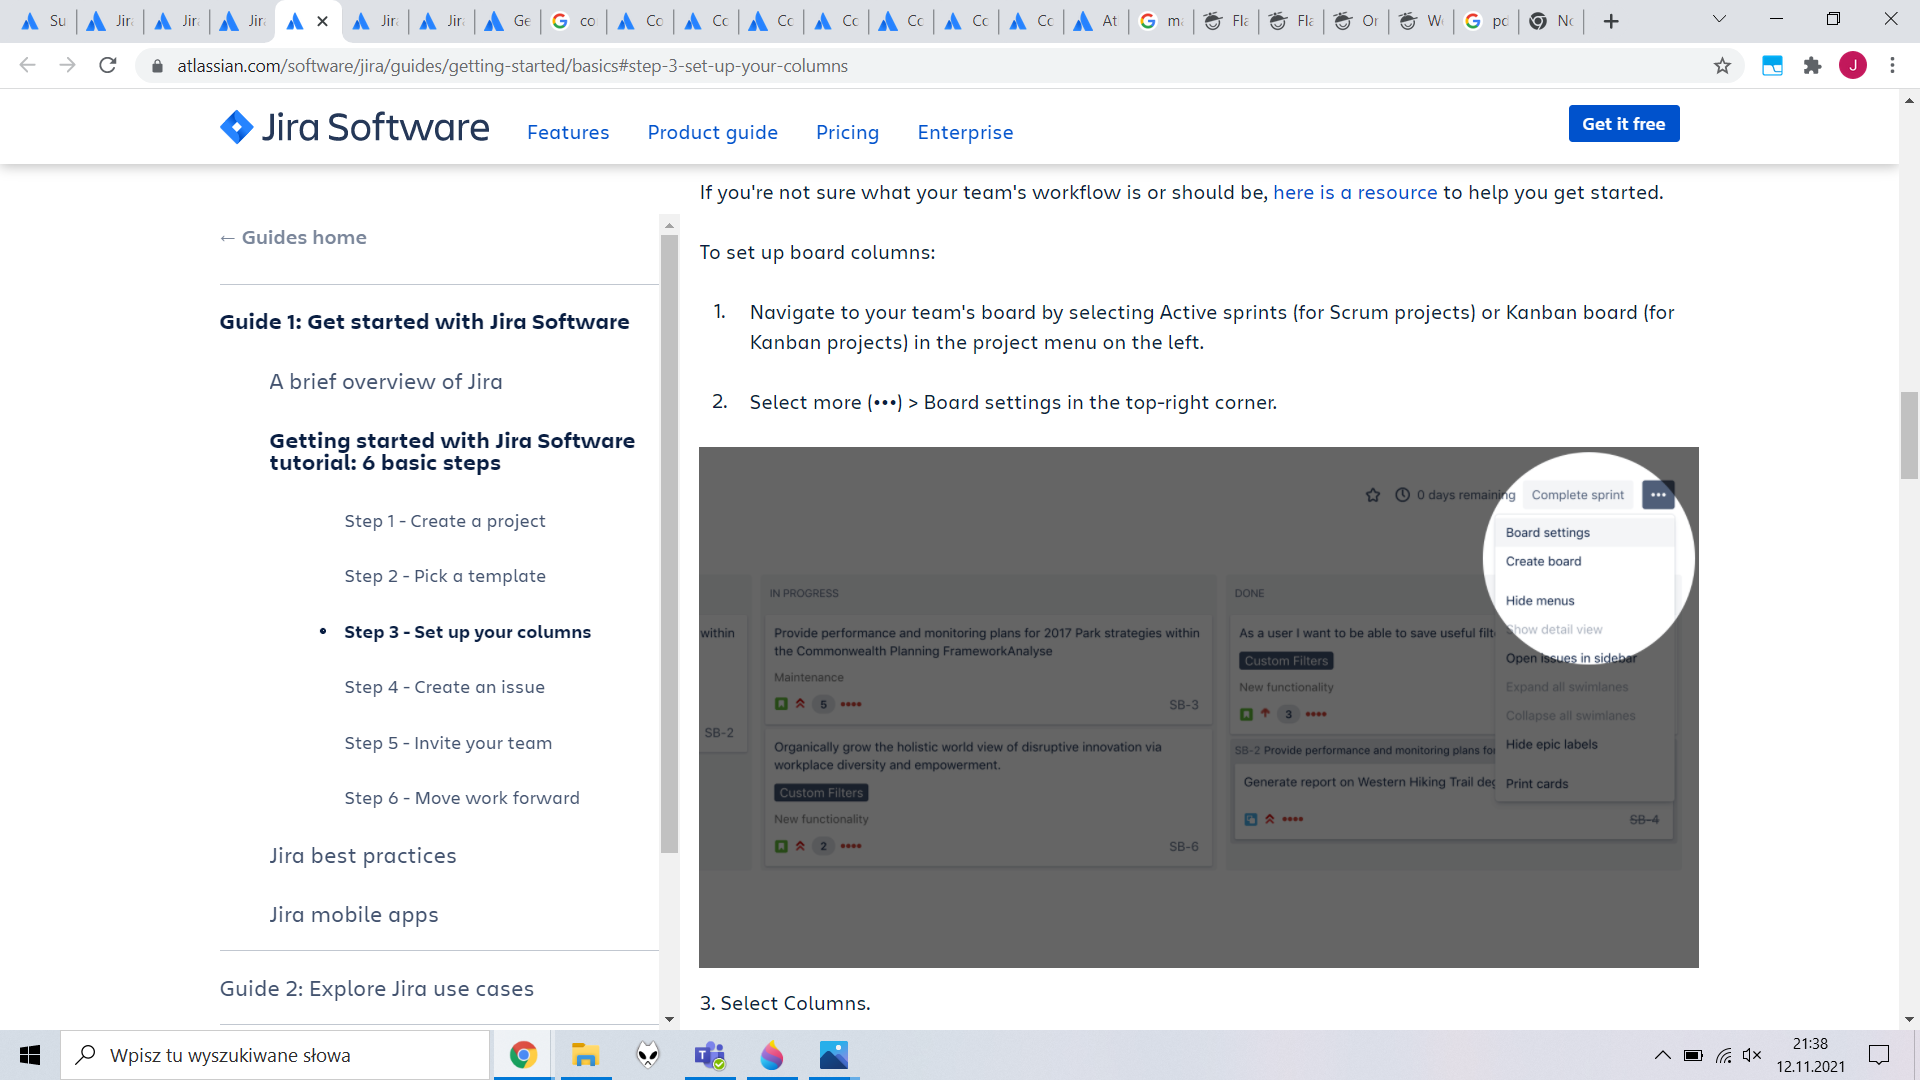 Su
Jira
Jira
Jira
Jira
Jira
Ge
co
Co
Co
Co
Co
Co
Co
Co
At
ma
Fla
Fla
Or
W
pd
No
atlassian.com/software/jira/guides/getting-started/basics#step-3-set-up-your-columns
J
Jira Software
Features
Product guide
Pricing
Enterprise
Get it free
← Guides home
Guide 1: Get started with Jira Software
A brief overview of Jira
Getting started with Jira Software
tutorial: 6 basic steps
Step 1 - Create a project
Step 2 - Pick a template
• Step 3 - Set up your columns
Step 4 - Create an issue
Step 5 - Invite your team
Step 6 - Move work forward
Jira best practices
Jira mobile apps
Guide 2: Explore Jira use cases
If you're not sure what your team's workflow is or should be, here is a resource to help you get started.
To set up board columns:
1. Navigate to your team's board by selecting Active sprints (for Scrum projects) or Kanban board (for
Kanban projects) in the project menu on the left.
2. Select more (•••) > Board settings in the top-right corner.
0 days remaining
Complete sprint
•••
Board settings
Create board
Hide menus
Show detail view
Open issues in sidebar
Expand all swimlanes
Collapse all swimlanes
Hide epic labels
Print cards
within
SB-2
IN PROGRESS
Provide performance and monitoring plans for 2017 Park strategies within
the Commonwealth Planning FrameworkAnalyse
Maintenance
5
SB-3
Organically grow the holistic world view of disruptive innovation via
workplace diversity and empowerment.
Custom Filters
New functionality
2
SB-6
DONE
As a user I want to be able to save useful filt
Custom Filters
New functionality
3
SB-2 Provide performance and monitoring plans for
Generate report on Western Hiking Trail deg
SB-4
3. Select Columns.
Wpisz tu wyszukiwane słowa
21:38
12.11.2021